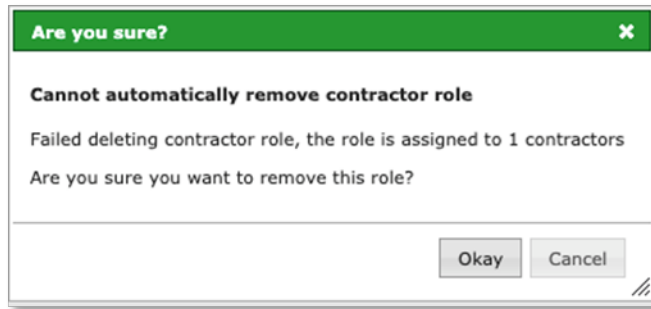 Are you sure?
Cannot automatically remove contractor role
Failed deleting contractor role, the role is assigned to 1 contractors
Are you sure you want to remove this role?
Okay Cancel